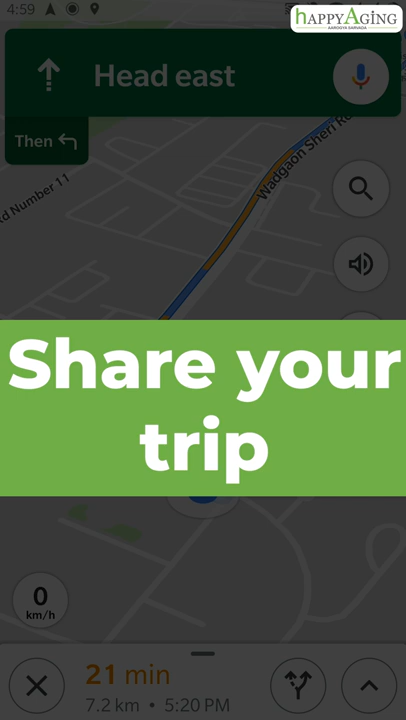 4:59
happyAging
AAROGYA SARVADA
Head east
Then
Wadgaon Sheri Ro
d Number 11
Share your
trip
0
km/h
21 min
7.2 km • 5:20 PM